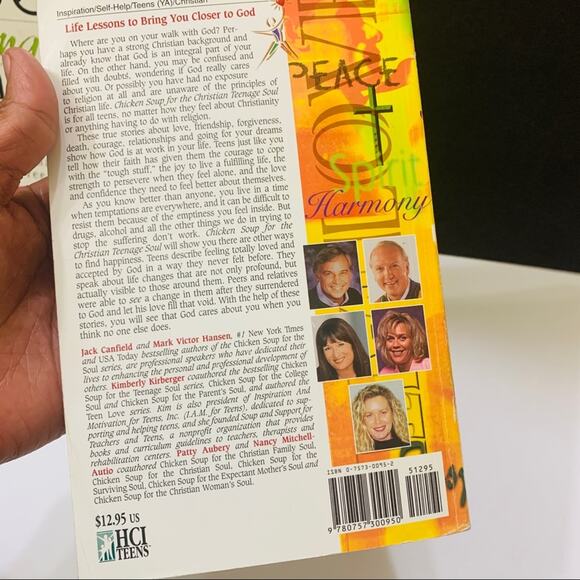 Inspiration/Self-Help/Teens (YA)/Christian
Life Lessons to Bring You Closer to God
Where are you on your walk with God? Per-
haps you have a strong Christian background and
already know that God is an integral part of your
life. On the other hand, you may be confused and
filled with doubts, wondering if God really cares
about you. Or possibly you have had no exposure
to religion at all and are unaware of the principles of
Christian life. Chicken Soup for the Christian Teenage Soul
is for all teens, no matter how they feel about Christianity
or anything having to do with religion.
These true stories about love, friendship, forgiveness,
death, courage, relationships and going for your dreams
show how God is at work in your life. Teens just like you
tell how their faith has given them the courage to cope
with the "tough stuff," the joy to live a fulfilling life, the
strength to persevere when they feel alone, and the love
and confidence they need to feel better about themselves.
As you know better than anyone, you live in a time
when temptations are everywhere, and it can be difficult to
resist them because of the emptiness you feel inside. But
drugs, alcohol and all the other things we do in trying to
stop the suffering don't work. Chicken Soup for the
Christian Teenage Soul will show you there are other ways
to find happiness. Teens describe feeling totally loved and
accepted by God in a way they never felt before. They
speak about life changes that are not only profound, but
actually visible to those around them. Peers and relatives
were able to see a change in them after they surrendered
to God and let his love fill that void. With the help of these
stories, you will see that God cares about you when you
think no one else does.
Jack Canfield and Mark Victor Hansen, #1 New York Times
and USA Today bestselling authors of the Chicken Soup for the
Soul series, are professional speakers who have dedicated their
lives to enhancing the personal and professional development of
others. Kimberly Kirberger coauthored the bestselling Chicken
Soup for the Teenage Soul series, Chicken Soup for the College
Soul and Chicken Soup for the Parent's Soul, and authored the
Teen Love series. Kim is also president of Inspiration And
Motivation for Teens, Inc. (I.A.M. for Teens), dedicated to sup-
porting and helping teens, and she founded Soup and Support for
Teachers and Teens, a nonprofit organization that provides
books and curriculum guidelines to teachers, therapists and
rehabilitation centers. Patty Aubery and Nancy Mitchell-
Autio coauthored Chicken Soup for the Christian Family Soul,
Chicken Soup for the Christian Soul, Chicken Soup for the
Surviving Soul, Chicken Soup for the Expectant Mother's Soul and
Chicken Soup for the Christian Woman's Soul.
$12.95 US
HCI
TEENS
PEACE
Spirit
Harmony
ISBN 0-7573-0095-2
51295
9 780757 300950